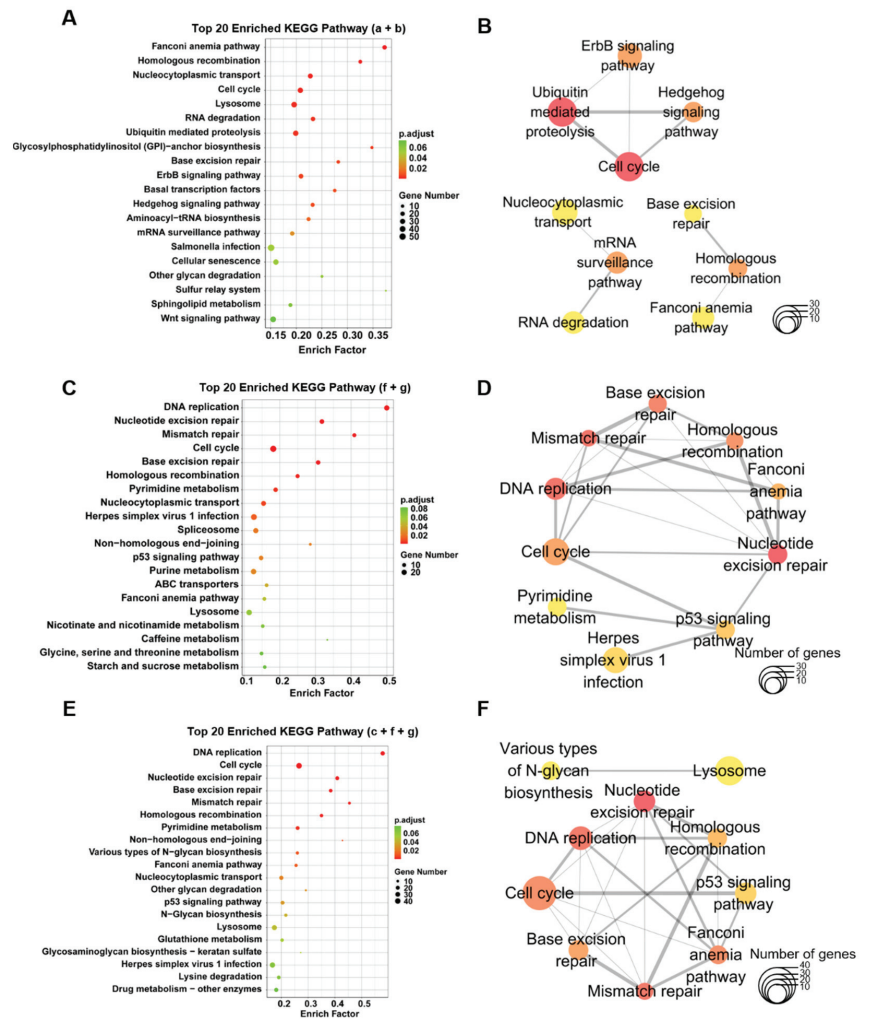 A
Top 20 Enriched KEGG Pathway (a + b)
Fanconi anemia pathway
Homologous recombination
Nucleocytoplasmic transport
Cell cycle
Lysosome
RNA degradation
Ubiquitin mediated proteolysis
Glycosylphosphatidylinositol (GPI)−anchor biosynthesis
Base excision repair
ErbB signaling pathway
Basal transcription factors
Hedgehog signaling pathway
Aminoacyl−tRNA biosynthesis
mRNA surveillance pathway
Salmonella infection
Cellular senescence
Other glycan degradation
Sulfur relay system
Sphingolipid metabolism
Wnt signaling pathway
0.15 0.20 0.25 0.30 0.35
Enrich Factor
p.adjust
0.06
0.04
0.02
Gene Number
10
20
30
40
50
B
ErbB signaling
pathway
Ubiquitin
mediated
proteolysis
Hedgehog
signaling
pathway
Cell cycle
Nucleocytoplasmic
transport
mRNA
surveillance
pathway
RNA degradation
Base excision
repair
Homologous
recombination
Fanconi anemia
pathway
30
20
10
C
Top 20 Enriched KEGG Pathway (f + g)
DNA replication
Nucleotide excision repair
Mismatch repair
Cell cycle
Base excision repair
Homologous recombination
Pyrimidine metabolism
Nucleocytoplasmic transport
Herpes simplex virus 1 infection
Spliceosome
Non−homologous end−joining
p53 signaling pathway
Purine metabolism
ABC transporters
Fanconi anemia pathway
Lysosome
Nicotinate and nicotinamide metabolism
Caffeine metabolism
Glycine, serine and threonine metabolism
Starch and sucrose metabolism
0.1 0.2 0.3 0.4 0.5
Enrich Factor
p.adjust
0.08
0.06
0.04
0.02
Gene Number
10
20
D
Base excision
repair
Mismatch repair
Homologous
recombination
DNA replication
Fanconi
anemia
pathway
Cell cycle
Nucleotide
excision repair
Pyrimidine
metabolism
p53 signaling
pathway
Herpes
simplex virus 1
infection
Number of genes
30
20
10
E
Top 20 Enriched KEGG Pathway (c + f + g)
DNA replication
Cell cycle
Nucleotide excision repair
Base excision repair
Mismatch repair
Homologous recombination
Pyrimidine metabolism
Non−homologous end−joining
Various types of N−glycan biosynthesis
Fanconi anemia pathway
Nucleocytoplasmic transport
Other glycan degradation
p53 signaling pathway
N−Glycan biosynthesis
Lysosome
Glutathione metabolism
Glycosaminoglycan biosynthesis − keratan sulfate
Herpes simplex virus 1 infection
Lysine degradation
Drug metabolism − other enzymes
0.2 0.3 0.4 0.5
Enrich Factor
p.adjust
0.06
0.04
0.02
Gene Number
10
20
30
40
F
Various types
of N-glycan
biosynthesis
Lysosome
Nucleotide
excision repair
DNA replication
Homologous
recombination
Cell cycle
p53 signaling
pathway
Base excision
repair
Fanconi
anemia
pathway
Mismatch repair
Number of genes
40
30
20
10